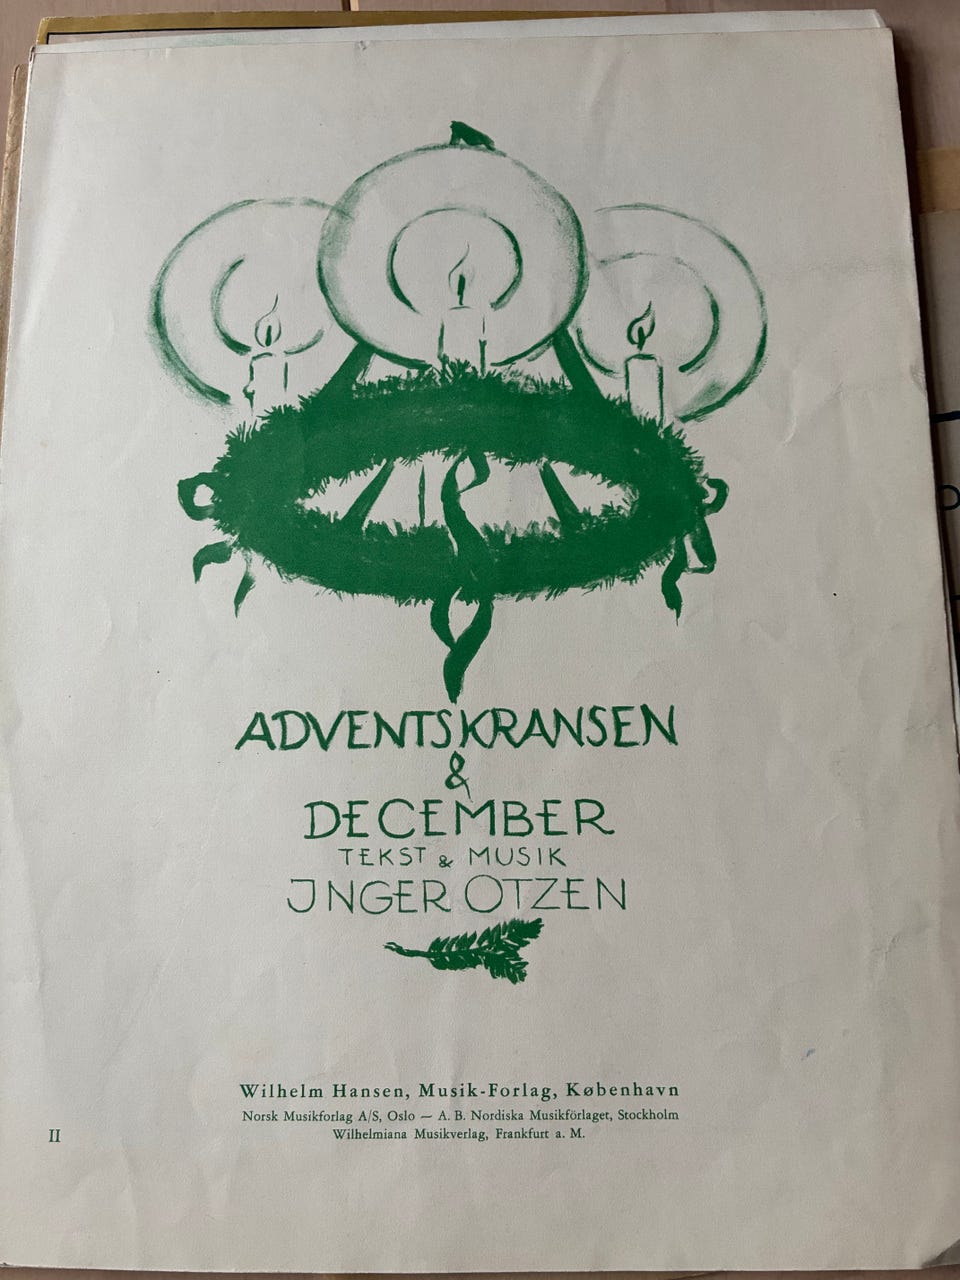 ADVENTSKRANSEN
&
DECEMBER
TEKST & MUSIK
INGER OTZEN
Wilhelm Hansen, Musik-Forlag, København
Norsk Musikforlag A/S, Oslo — A. B. Nordiska Musikförlaget, Stockholm
Wilhelmiana Musikverlag, Frankfurt a. M.
II